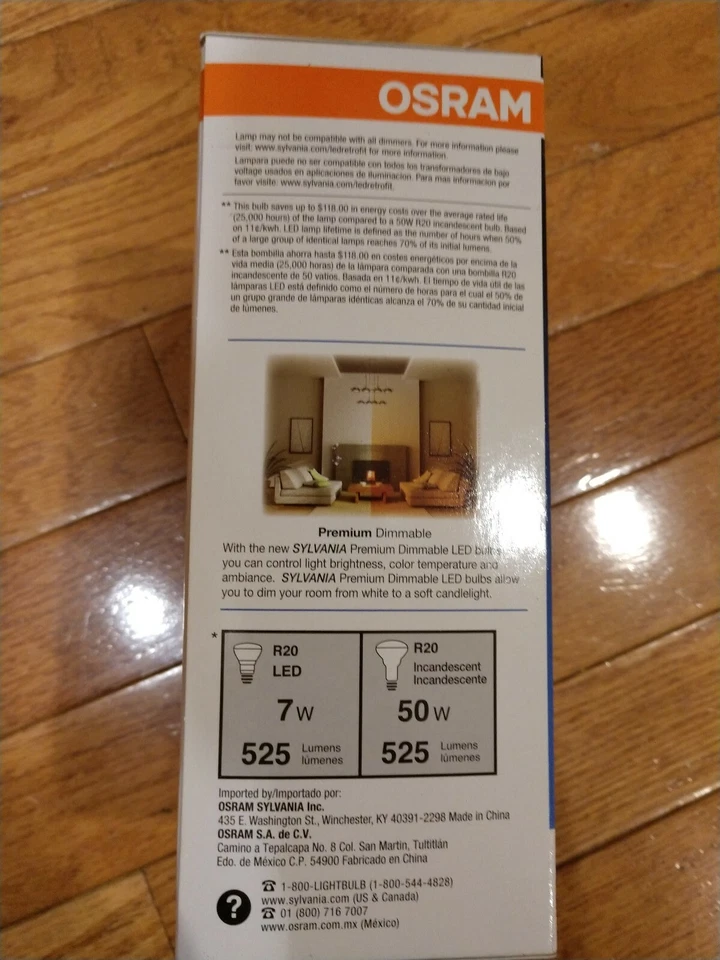 OSRAM
Lamp may not be compatible with all dimmers. For more information please
visit: www.sylvania.com/ledretrofit for more information.
Lampara puede no ser compatible con todos los transformadores de bajo
voltage usados en aplicaciones de iluminacion. Para mas informacion por
favor visite: www.sylvania.com/ledretrofit.
** This bulb saves up to $118.00 in energy costs over the average rated life
(25,000 hours) of the lamp compared to a 50W R20 incandescent bulb. Based
on 11¢/kwh. LED lamp lifetime is defined as the number of hours when 50%
of a large group of identical lamps reaches 70% of its initial lumens.
** Esta bombilla ahorra hasta $118.00 en costes energéticos por encima de la
vida media (25,000 horas) de la lámpara comparada con una bombilla R20
incandescente de 50 vatios. Basada en 11¢/kwh. El tiempo de vida útil de las
lámparas LED está definido como el número de horas para el cual el 50% de
un grupo grande de lámparas idénticas alcanza el 70% de su cantidad inicial
de lúmenes.
Premium Dimmable
With the new SYLVANIA Premium Dimmable LED bulbs
you can control light brightness, color temperature and
ambiance. SYLVANIA Premium Dimmable LED bulbs allow
you to dim your room from white to a soft candlelight.
*
R20
LED
7 W
525 Lumens
lúmenes
R20
Incandescent
Incandescente
50 W
525 Lumens
lúmenes
Imported by/Importado por:
OSRAM SYLVANIA Inc.
435 E. Washington St., Winchester, KY 40391-2298 Made in China
OSRAM S.A. de C.V.
Camino a Tepalcapa No. 8 Col. San Martin, Tultitlán
Edo. de México C.P. 54900 Fabricado en China
?
☎ 1-800-LIGHTBULB (1-800-544-4828)
www.sylvania.com (US & Canada)
☎ 01 (800) 716 7007
www.osram.com.mx (México)